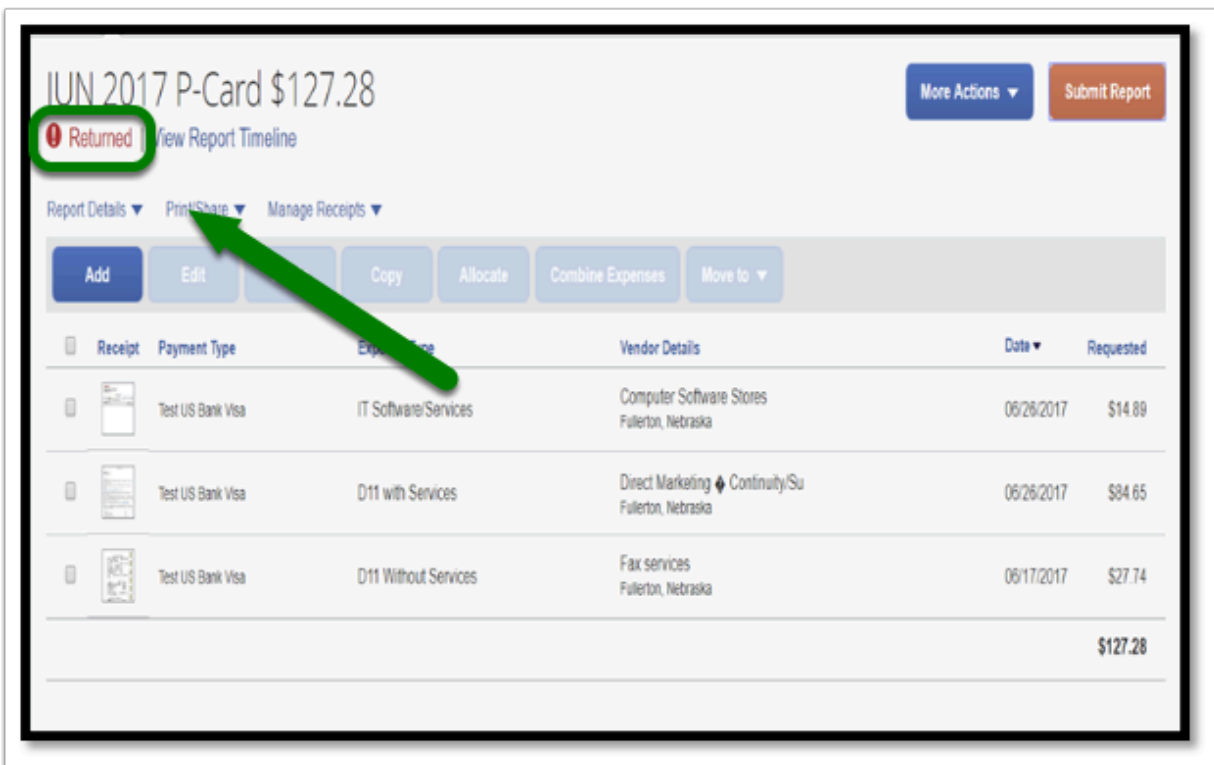 JUN 2017 P-Card $127.28
More Actions
Submit Report
Returned | View Report Timeline
Report Details Print/Share Manage Receipts
Add Edit Copy Allocate Combine Expenses Move to
Receipt Payment Type Vendor Details Date Requested
Test US Bank Visa IT Software/Services Computer Software Stores 06/26/2017 $14.89
Fullerton, Nebraska
Test US Bank Visa D11 with Services Direct Marketing � Continuity/Su 06/26/2017 $84.65
Fullerton, Nebraska
Test US Bank Visa D11 Without Services Fax services 06/17/2017 $27.74
Fullerton, Nebraska
$127.28